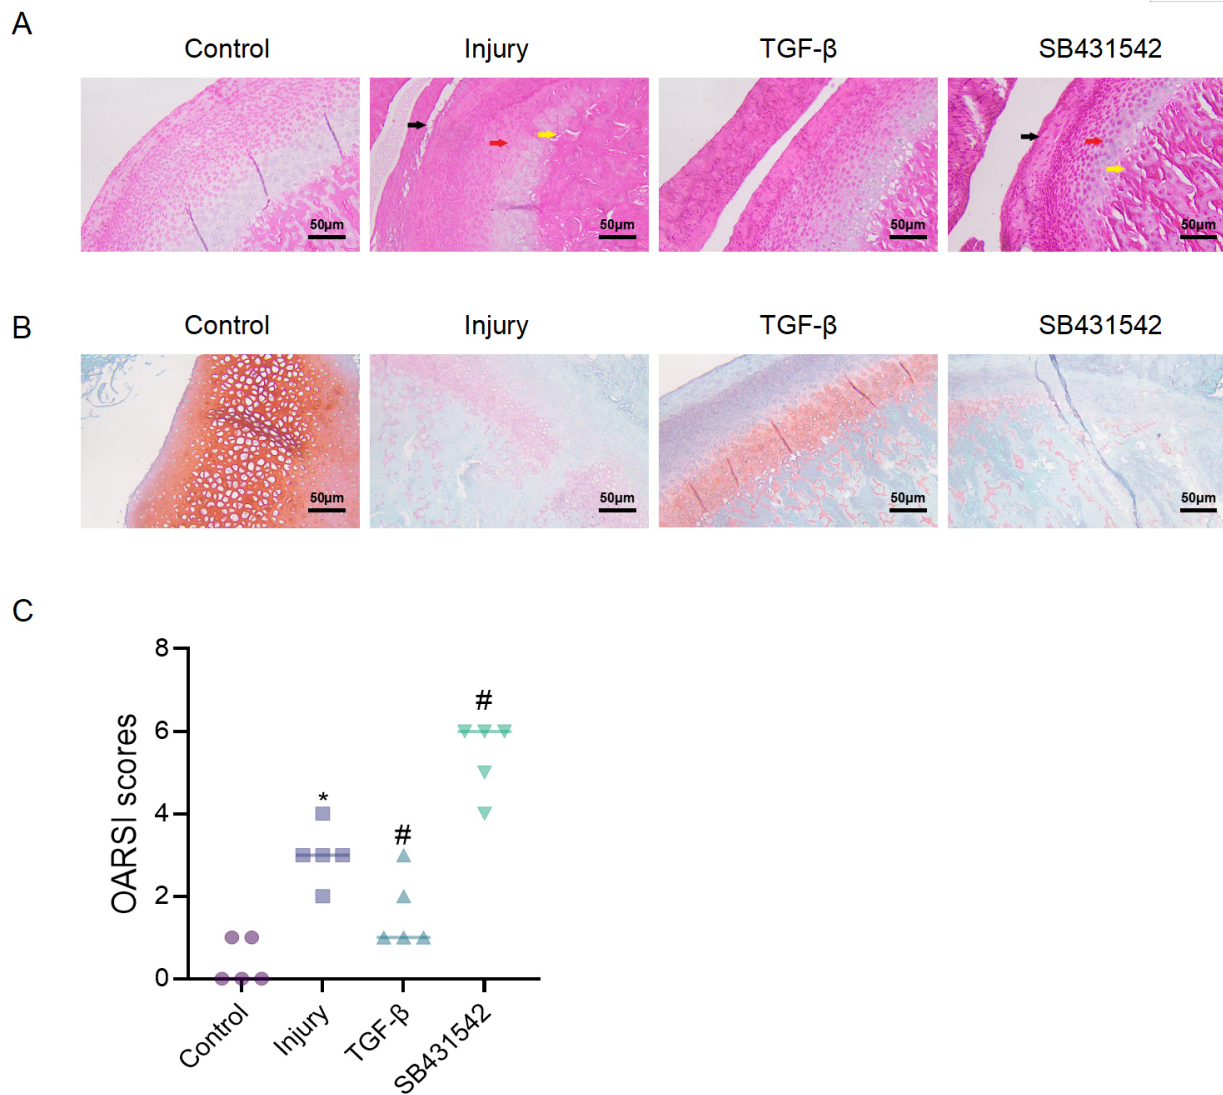 A
Control Injury TGF-β SB431542
50μm 50μm 50μm 50μm
B
Control Injury TGF-β SB431542
50μm 50μm 50μm 50μm
C
OARSI scores
8
6
4
2
0
*
#
#
Control
Injury
TGF-β
SB431542